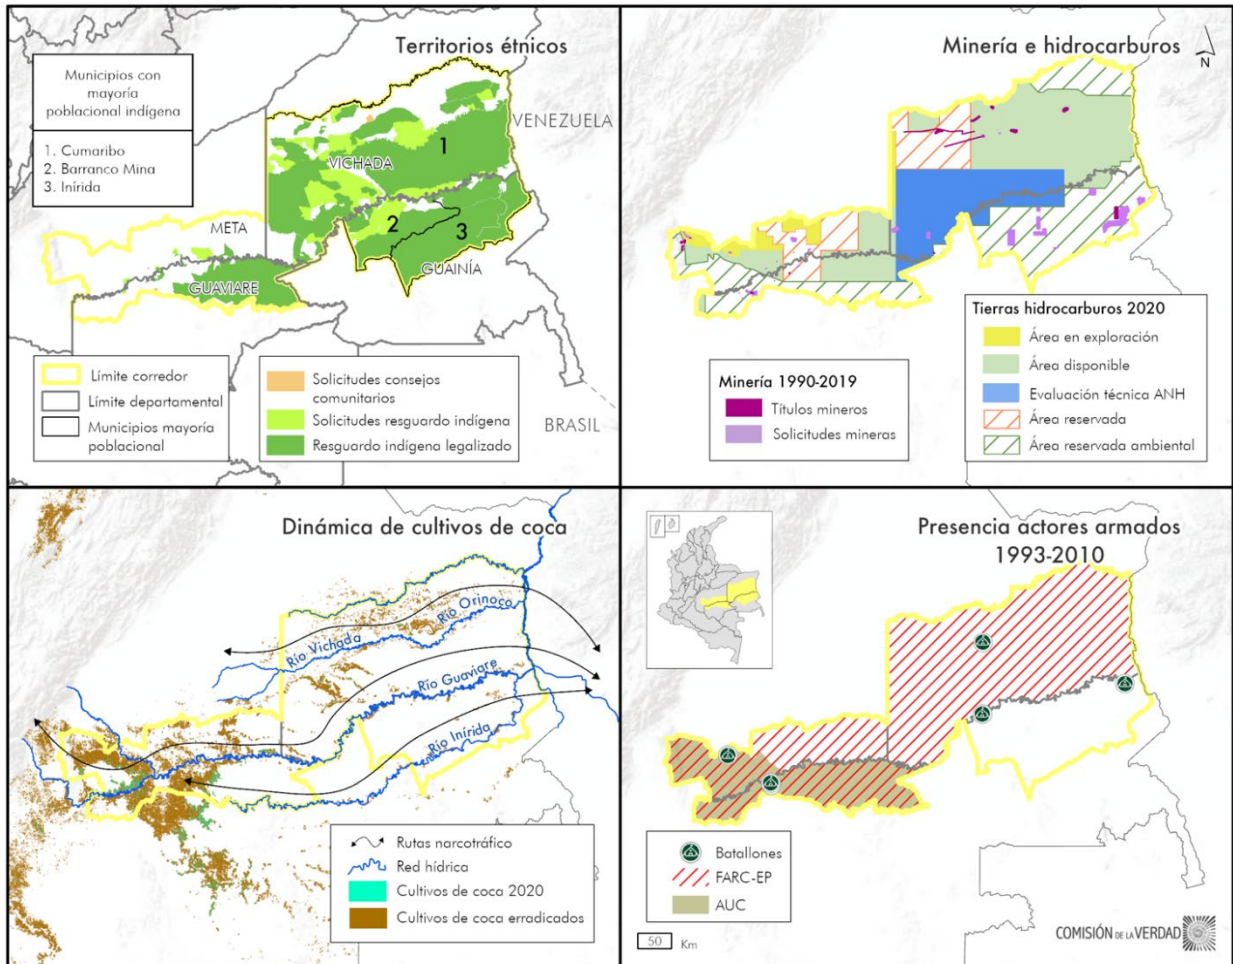 Territorios étnicos
Municipios con
mayoría
poblacional indígena
1. Cumaribo
2. Barranco Mina
3. Inírida
VENEZUELA
1
VICHADA
META
2
3
GUAINÍA
GUAVIARE
BRASIL
Límite corredor
Límite departamental
Municipios mayoría
poblacional
Solicitudes consejos
comunitarios
Solicitudes resguardo indígena
Resguardo indígena legalizado
Minería e hidrocarburos
N
Minería 1990-2019
Títulos mineros
Solicitudes mineras
Tierras hidrocarburos 2020
Área en exploración
Área disponible
Evaluación técnica ANH
Área reservada
Área reservada ambiental
Dinámica de cultivos de coca
Río Orinoco
Río Vichada
Río Guaviare
Río Inírida
Rutas narcotráfico
Red hídrica
Cultivos de coca 2020
Cultivos de coca erradicados
Presencia actores armados
1993-2010
Batallones
FARC-EP
AUC
50 Km
COMISIÓN DE LA VERDAD